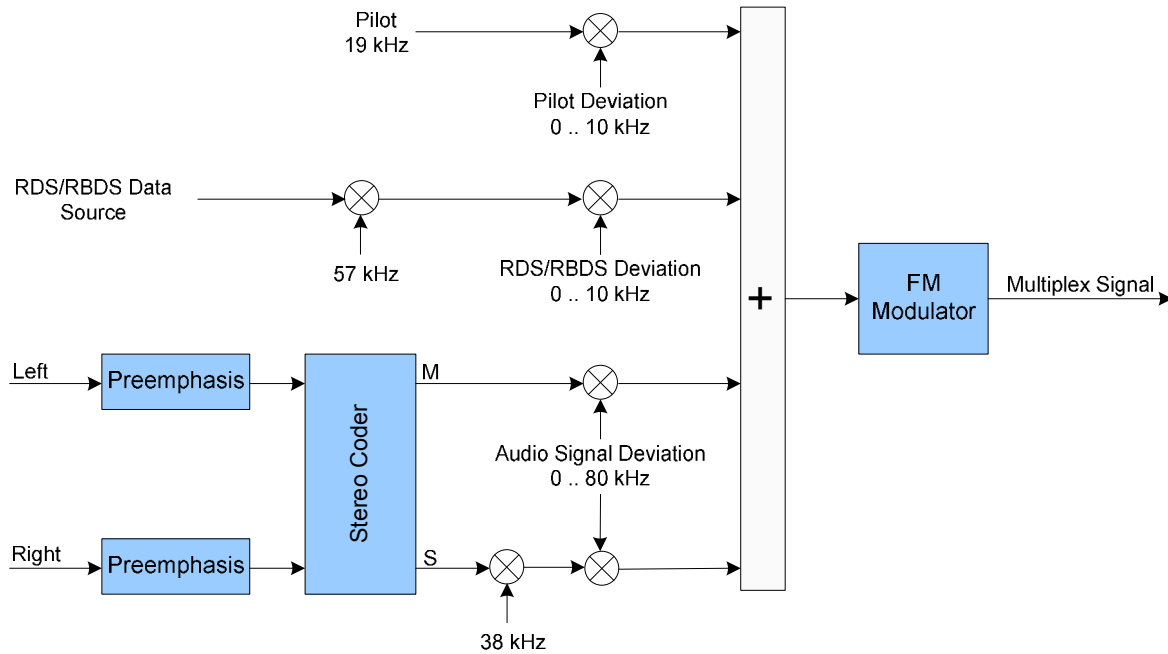 Pilot
19 kHz
Pilot Deviation
0 .. 10 kHz
RDS/RBDS Data
Source
57 kHz
RDS/RBDS Deviation
0 .. 10 kHz
+
FM
Modulator
Multiplex Signal
Left
Preemphasis
Stereo Coder
M
Audio Signal Deviation
0 .. 80 kHz
Right
Preemphasis
S
38 kHz